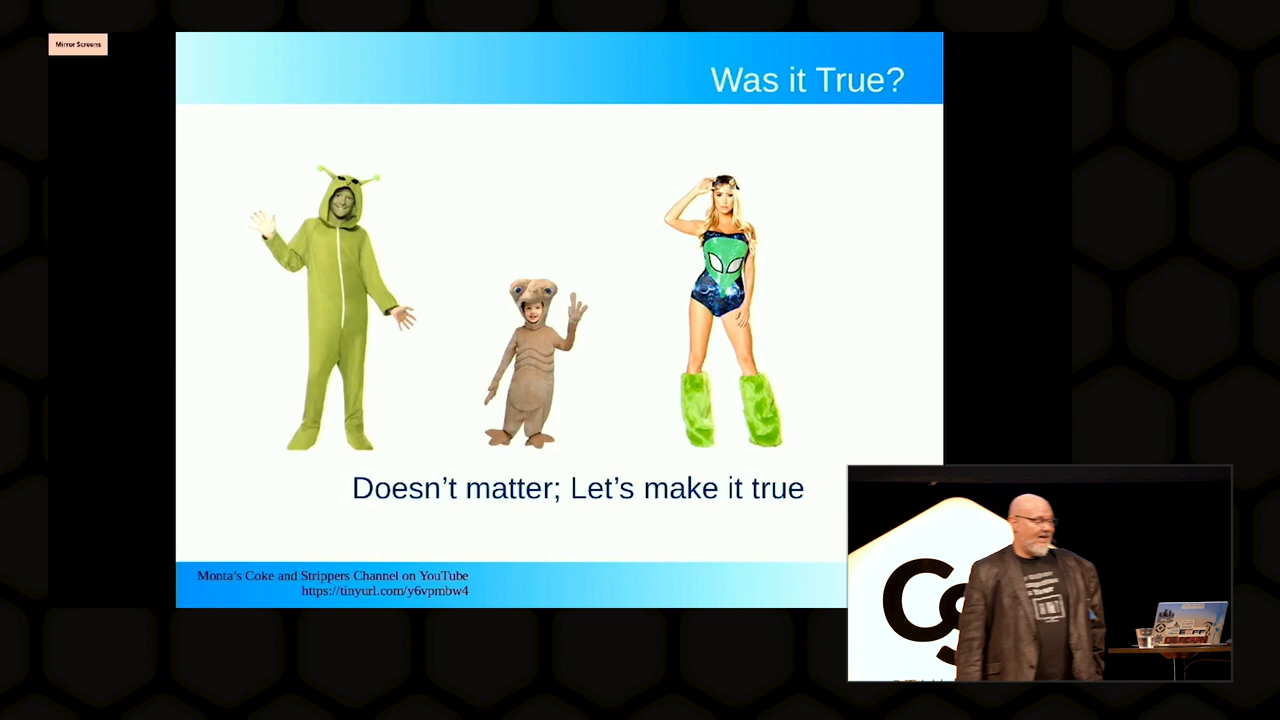 Mirror Screens
Was it True?
Doesn't matter; Let's make it true
Monta's Coke and Strippers Channel on YouTube
https://tinyurl.com/y6vpmbw4
CS